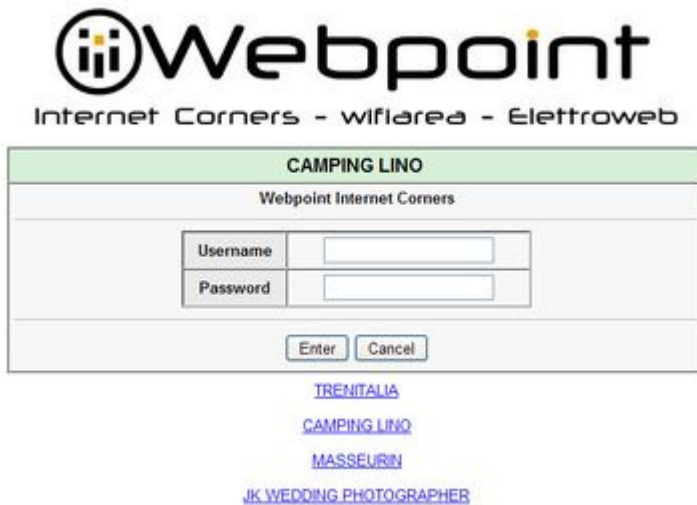 Webpoint
Internet Corners - wifiarea - Elettroweb
CAMPING LINO
Webpoint Internet Corners
Username
Password
Enter Cancel
TRENITALIA
CAMPING LINO
MASSEURIN
JK WEDDING PHOTOGRAPHER